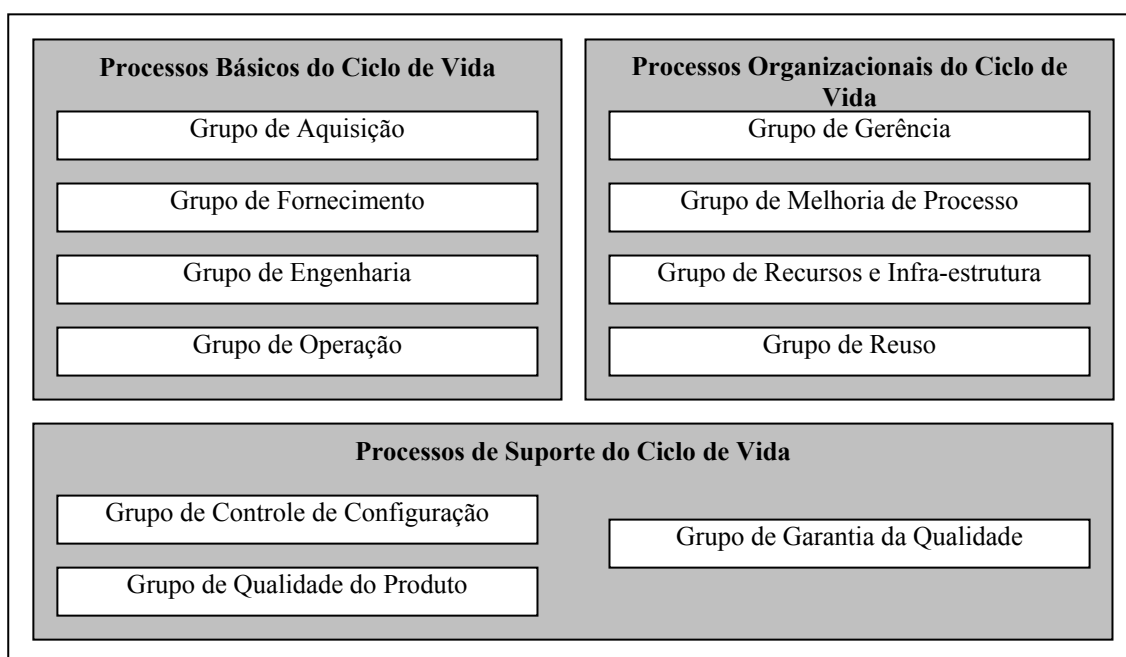 Processos Básicos do Ciclo de Vida
Grupo de Aquisição
Grupo de Fornecimento
Grupo de Engenharia
Grupo de Operação
Processos Organizacionais do Ciclo de
Vida
Grupo de Gerência
Grupo de Melhoria de Processo
Grupo de Recursos e Infra-estrutura
Grupo de Reuso
Processos de Suporte do Ciclo de Vida
Grupo de Controle de Configuração
Grupo de Qualidade do Produto
Grupo de Garantia da Qualidade